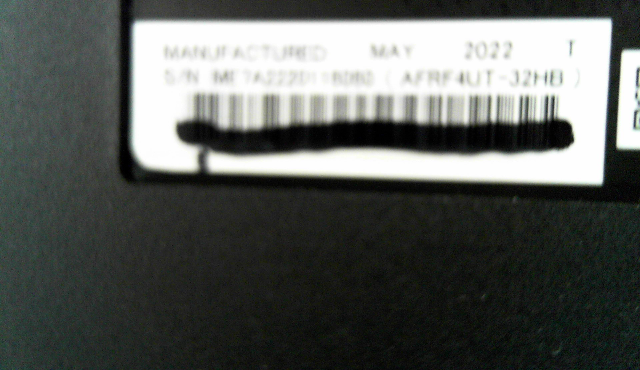 MANUFACTURED MAY 2022 T
S/N (AFRF4UT-32HB)